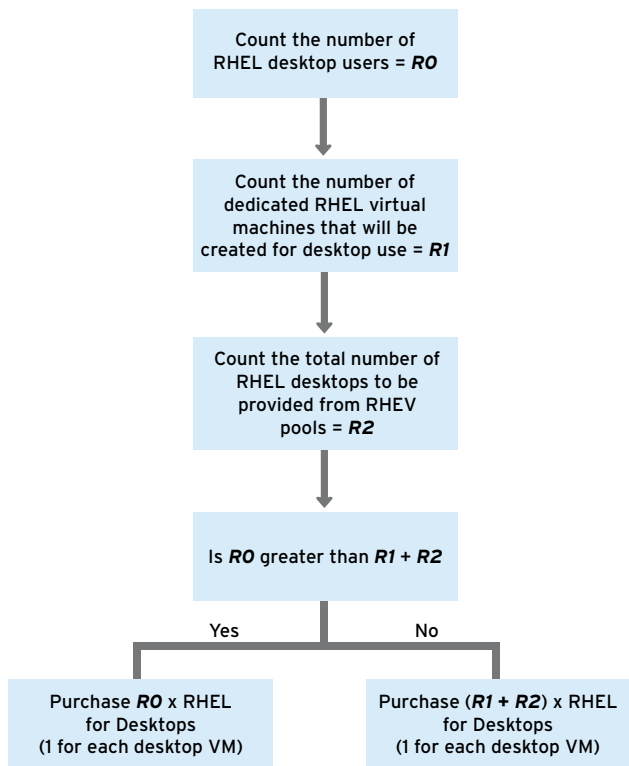 Count the number of
RHEL desktop users = R0
Count the number of
dedicated RHEL virtual
machines that will be
created for desktop use = R1
Count the total number of
RHEL desktops to be
provided from RHEV
pools = R2
Is R0 greater than R1 + R2
Yes
No
Purchase R0 x RHEL
for Desktops
(1 for each desktop VM)
Purchase (R1 + R2) x RHEL
for Desktops
(1 for each desktop VM)